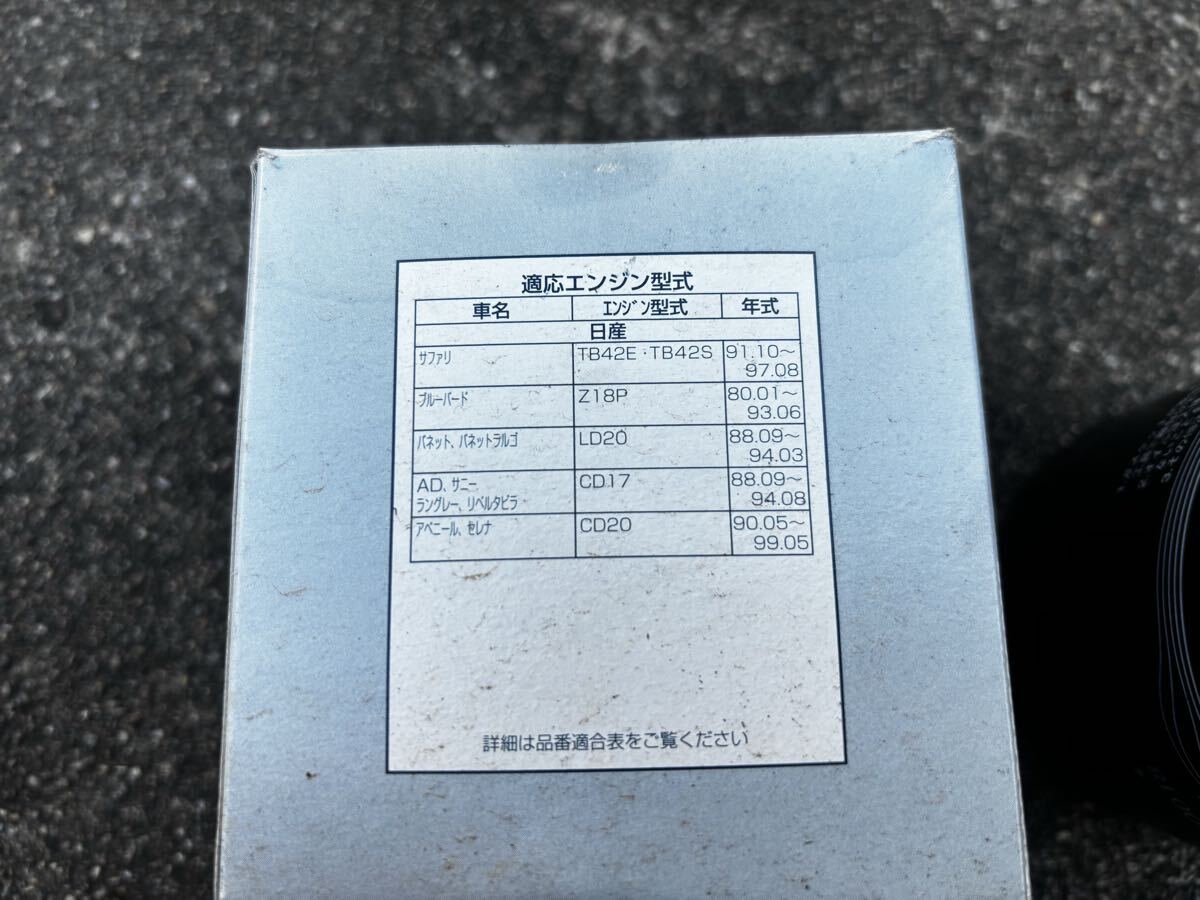 適応エンジン型式
車名 エンジン型式 年式
日産
サファリ TB42E・TB42S 91.10～
97.08
ブルーバード Z18P 80.01～
93.06
バネット、バネットラルゴ LD20 88.09～
94.03
AD、サニー CD17 88.09～
ラングレー、リベルタビラ 94.08
アベニール、セレナ CD20 90.05～
99.05
詳細は品番適合表をご覧ください